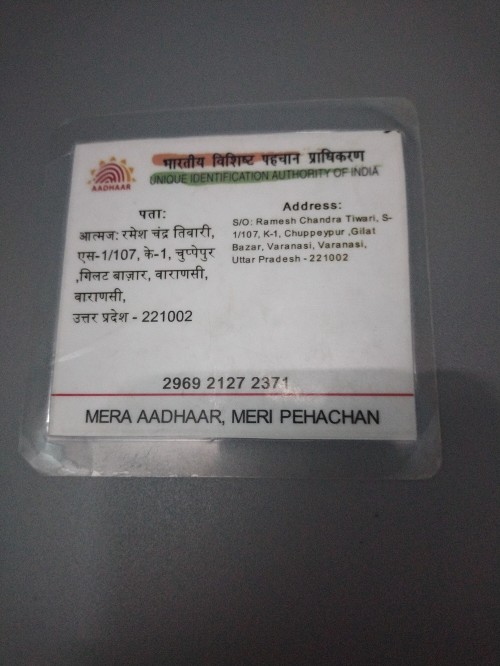 AADHAAR
भारतीय विशिष्ट पहचान प्राधिकरण
UNIQUE IDENTIFICATION AUTHORITY OF INDIA
पता:
आत्मज: रमेश चंद्र तिवारी,
एस-1/107, के-1, चुप्पेपुर
,गिलट बाज़ार, वाराणसी,
वाराणसी,
उत्तर प्रदेश - 221002
Address:
S/O: Ramesh Chandra Tiwari, S-
1/107, K-1, Chuppeypur ,Gilat
Bazar, Varanasi, Varanasi,
Uttar Pradesh - 221002
2969 2127 2371
MERA AADHAAR, MERI PEHACHAN